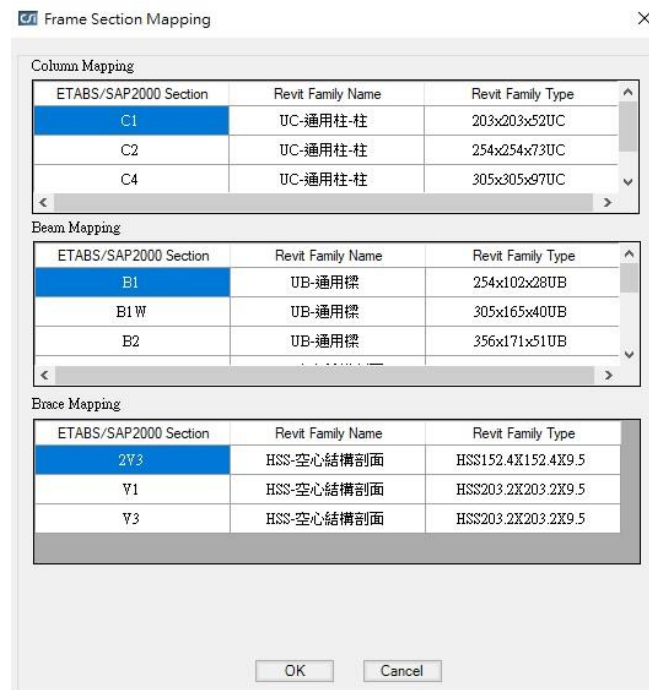 CSI Frame Section Mapping
Column Mapping
ETABS/SAP2000 Section Revit Family Name Revit Family Type
C1 UC-通用柱-柱 203x203x52UC
C2 UC-通用柱-柱 254x254x73UC
C4 UC-通用柱-柱 305x305x97UC
Beam Mapping
ETABS/SAP2000 Section Revit Family Name Revit Family Type
B1 UB-通用樑 254x102x28UB
B1W UB-通用樑 305x165x40UB
B2 UB-通用樑 356x171x51UB
Brace Mapping
ETABS/SAP2000 Section Revit Family Name Revit Family Type
2V3 HSS-空心結構剖面 HSS152.4X152.4X9.5
V1 HSS-空心結構剖面 HSS203.2X203.2X9.5
V3 HSS-空心結構剖面 HSS203.2X203.2X9.5
OK Cancel